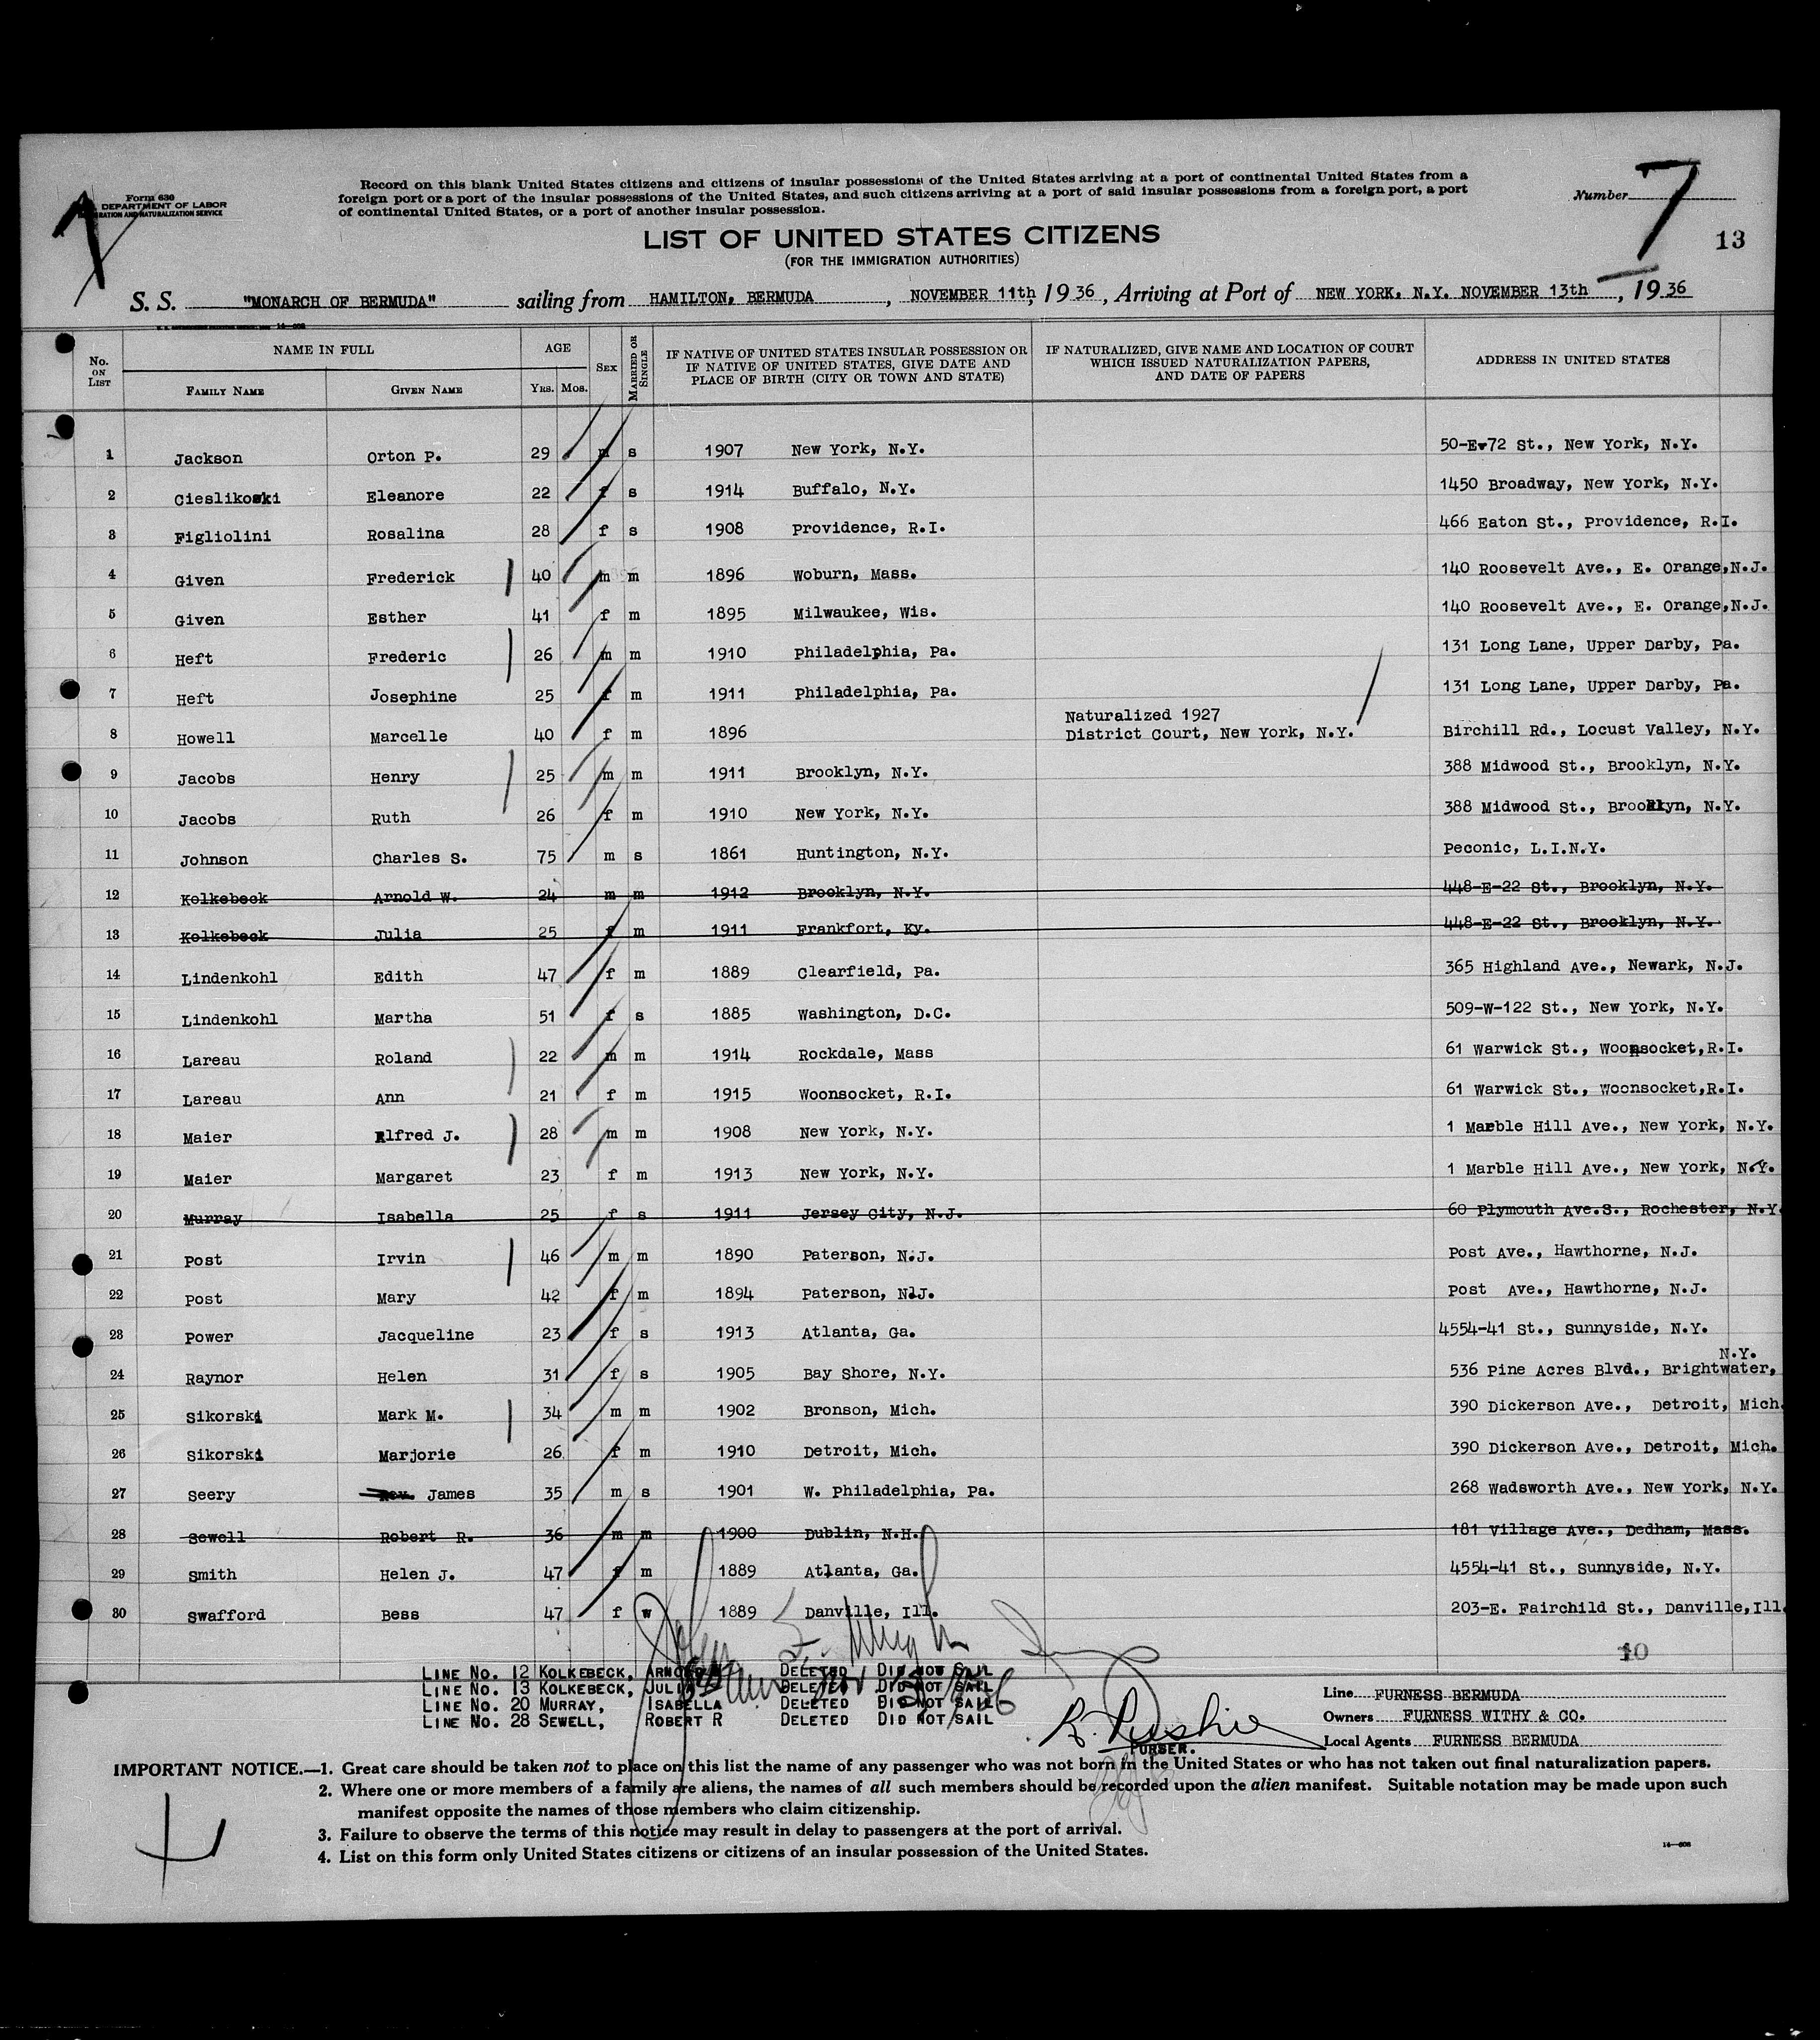 Form 630
DEPARTMENT OF LABOR
IMMIGRATION AND NATURALIZATION SERVICE
Record on this blank United States citizens and citizens of insular possessions of the United States arriving at a port of continental United States from a
foreign port or a port of the insular possessions of the United States, and such citizens arriving at a port of said insular possessions from a foreign port, a port
of continental United States, or a port of another insular possession.
Number 7
13
LIST OF UNITED STATES CITIZENS
(FOR THE IMMIGRATION AUTHORITIES)
S. S. "MONARCH OF BERMUDA" sailing from HAMILTON, BERMUDA, NOVEMBER 11th, 1936, Arriving at Port of NEW YORK, N.Y. NOVEMBER 13th, 1936
No. ON LIST NAME IN FULL FAMILY NAME GIVEN NAME AGE YRS. MOS. SEX MARRIED OR SINGLE IF NATIVE OF UNITED STATES INSULAR POSSESSION OR IF NATIVE OF UNITED STATES, GIVE DATE AND PLACE OF BIRTH (CITY OR TOWN AND STATE) IF NATURALIZED, GIVE NAME AND LOCATION OF COURT WHICH ISSUED NATURALIZATION PAPERS, AND DATE OF PAPERS ADDRESS IN UNITED STATES
1 Jackson Orton P. 29 m s 1907 New York, N.Y. 50-E-72 St., New York, N.Y.
2 Cieslikoski Eleanore 22 f s 1914 Buffalo, N.Y. 1450 Broadway, New York, N.Y.
3 Figliolini Rosalina 28 f s 1908 Providence, R.I. 466 Eaton St., Providence, R.I.
4 Given Frederick 40 m m 1896 Woburn, Mass. 140 Roosevelt Ave., E. Orange,N.J.
5 Given Esther 41 f m 1895 Milwaukee, Wis. 140 Roosevelt Ave., E. Orange,N.J.
6 Heft Frederic 26 m m 1910 Philadelphia, Pa. 131 Long Lane, Upper Darby, Pa.
7 Heft Josephine 25 f m 1911 Philadelphia, Pa. 131 Long Lane, Upper Darby, Pa.
8 Howell Marcelle 40 f m 1896 Naturalized 1927 District Court, New York, N.Y. Birchill Rd., Locust Valley, N.Y.
9 Jacobs Henry 25 m m 1911 Brooklyn, N.Y. 388 Midwood St., Brooklyn, N.Y.
10 Jacobs Ruth 26 f m 1910 New York, N.Y. 388 Midwood St., Brooklyn, N.Y.
11 Johnson Charles S. 75 m s 1861 Huntington, N.Y. Peconic, L.I.N.Y.
12 Kolkebeck Arnold W. 24 m m 1912 Brooklyn, N.Y. 448-E-22 St., Brooklyn, N.Y.
13 Kolkebeck Julia 25 f m 1911 Frankfort, Ky. 448-E-22 St., Brooklyn, N.Y.
14 Lindenkohl Edith 47 f m 1889 Clearfield, Pa. 365 Highland Ave., Newark, N.J.
15 Lindenkohl Martha 51 f s 1885 Washington, D.C. 509-W-122 St., New York, N.Y.
16 Lareau Roland 22 m m 1914 Rockdale, Mass 61 Warwick St., Woonsocket,R.I.
17 Lareau Ann 21 f m 1915 Woonsocket, R.I. 61 Warwick St., Woonsocket,R.I.
18 Maier Alfred J. 28 m m 1908 New York, N.Y. 1 Marble Hill Ave., New York, N.Y.
19 Maier Margaret 23 f m 1913 New York, N.Y. 1 Marble Hill Ave., New York, N.Y.
20 Murray Isabella 25 f s 1911 Jersey City, N.J. 60 Plymouth Ave.S., Rochester, N.Y.
21 Post Irvin 46 m m 1890 Paterson, N.J. Post Ave., Hawthorne, N.J.
22 Post Mary 42 f m 1894 Paterson, N.J. Post Ave., Hawthorne, N.J.
23 Power Jacqueline 23 f s 1913 Atlanta, Ga. 4554-41 St., Sunnyside, N.Y.
24 Raynor Helen 31 f s 1905 Bay Shore, N.Y. 536 Pine Acres Blvd., Brightwater, N.Y.
25 Sikorski Mark M. 34 m m 1902 Bronson, Mich. 390 Dickerson Ave., Detroit, Mich.
26 Sikorski Marjorie 26 f m 1910 Detroit, Mich. 390 Dickerson Ave., Detroit, Mich.
27 Seery Rev. James 35 m s 1901 W. Philadelphia, Pa. 268 Wadsworth Ave., New York, N.Y.
28 Sewell Robert R. 36 m m 1900 Dublin, N.H. 181 Village Ave., Dedham, Mass.
29 Smith Helen J. 47 f m 1889 Atlanta, Ga. 4554-41 St., Sunnyside, N.Y.
30 Swafford Bess 47 f w 1889 Danville, Ill. 203-E. Fairchild St., Danville,Ill.
10
LINE NO. 12 KOLKEBECK, ARNOLD W DELETED DID NOT SAIL
LINE NO. 13 KOLKEBECK, JULIA DELETED DID NOT SAIL
LINE NO. 20 MURRAY, ISABELLA DELETED DID NOT SAIL
LINE NO. 28 SEWELL, ROBERT R DELETED DID NOT SAIL
PURSER.
Line FURNESS BERMUDA
Owners FURNESS WITHY & CO.
Local Agents FURNESS BERMUDA
IMPORTANT NOTICE.—1. Great care should be taken not to place on this list the name of any passenger who was not born in the United States or who has not taken out final naturalization papers.
2. Where one or more members of a family are aliens, the names of all such members should be recorded upon the alien manifest. Suitable notation may be made upon such
manifest opposite the names of those members who claim citizenship.
3. Failure to observe the terms of this notice may result in delay to passengers at the port of arrival.
4. List on this form only United States citizens or citizens of an insular possession of the United States.
14—608